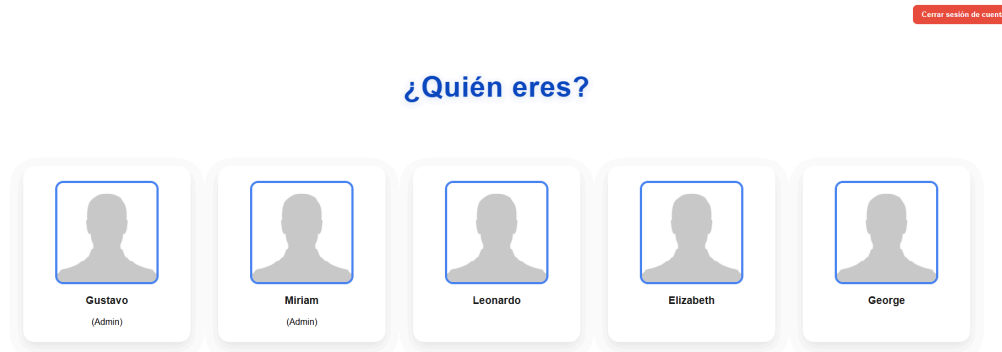 Cerrar sesión de cuent
¿Quién eres?
Gustavo
(Admin)
Miriam
(Admin)
Leonardo
Elizabeth
George